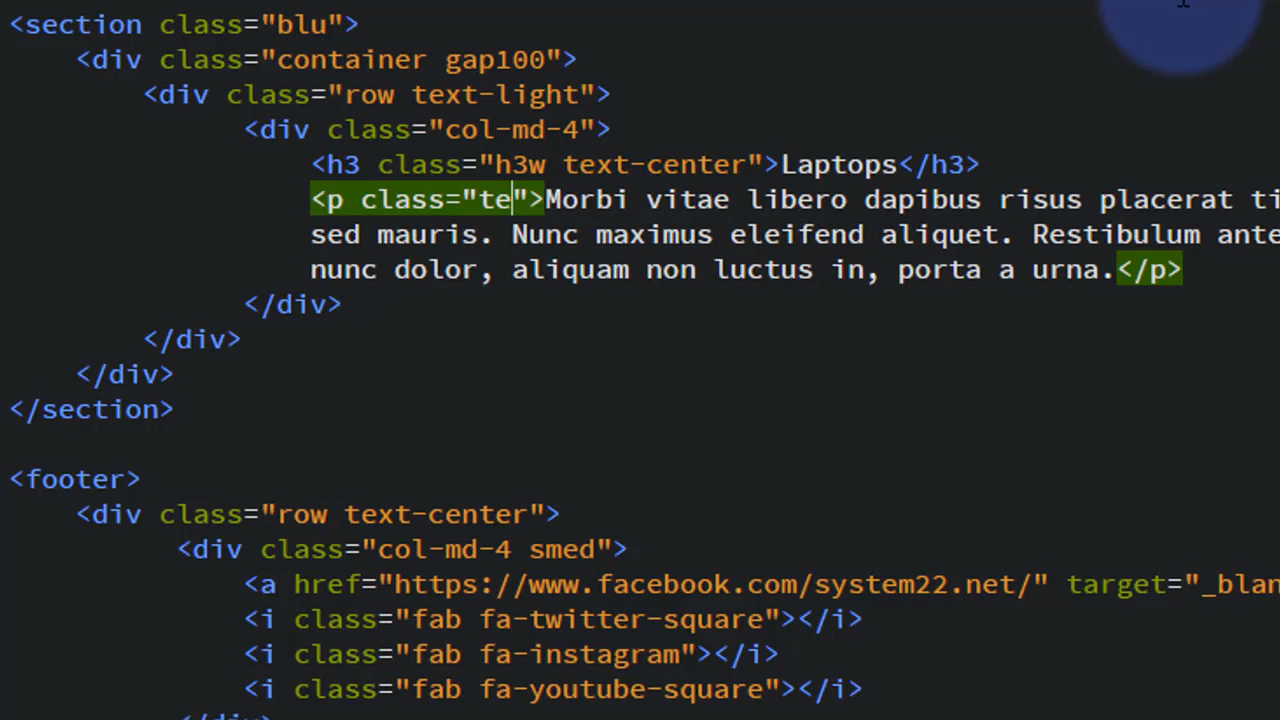 <section class="blu">
<div class="container gap100">
<div class="row text-light">
<div class="col-md-4">
<h3 class="h3w text-center">Laptops</h3>
<p class="te">Morbi vitae libero dapibus risus placerat ti
sed mauris. Nunc maximus eleifend aliquet. Restibulum ante
nunc dolor, aliquam non luctus in, porta a urna.</p>
</div>
</div>
</div>
</section>
<footer>
<div class="row text-center">
<div class="col-md-4 smed">
<a href="https://www.facebook.com/system22.net/" target="_blan
<i class="fab fa-twitter-square"></i>
<i class="fab fa-instagram"></i>
<i class="fab fa-youtube-square"></i>
</div>